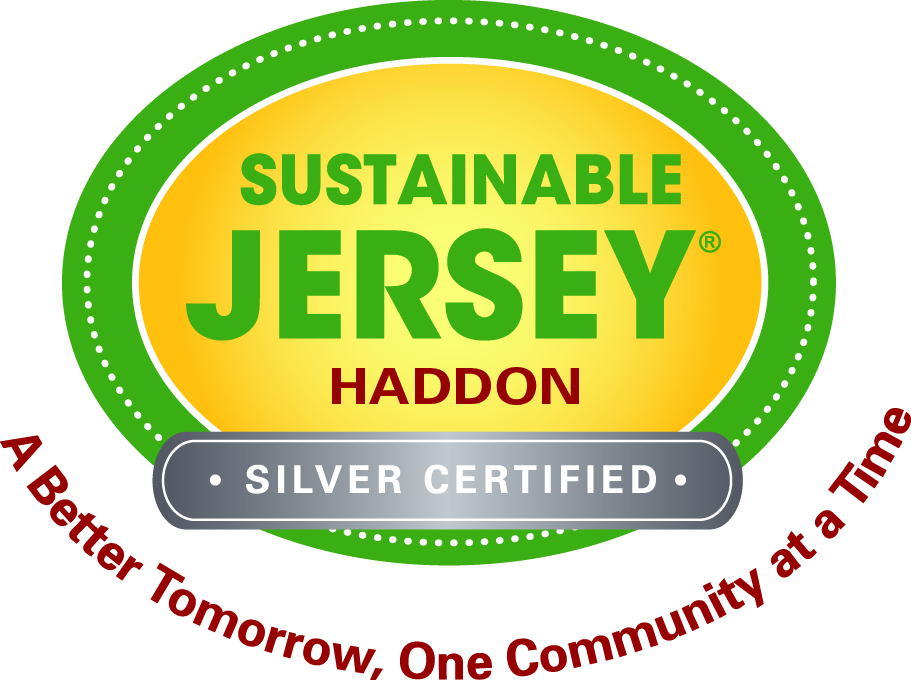 SUSTAINABLE
JERSEY®
HADDON
• SILVER CERTIFIED •
A Better Tomorrow, One Community at a Time